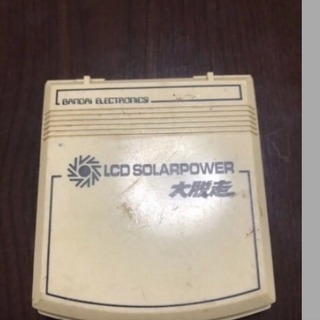 BANDAI ELECTRONICS
LCD SOLARPOWER
大脱走